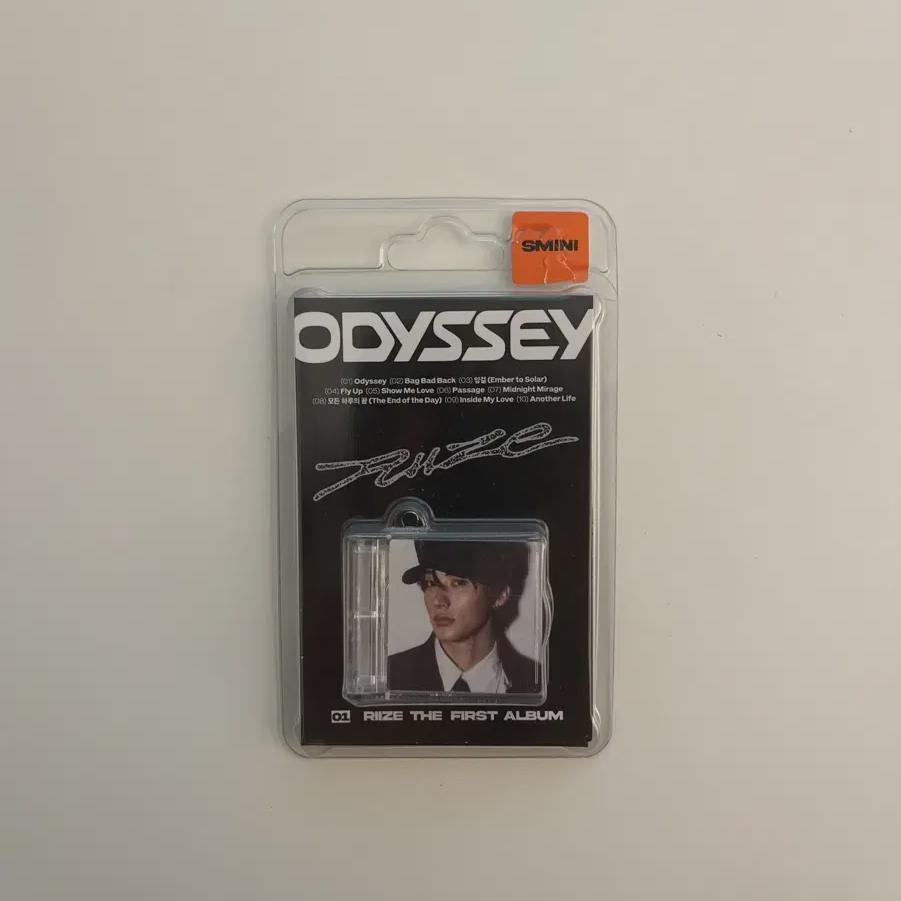 SMINI
ODYSSEY
(01) Odyssey (02) Bag Bad Back (03) 잉걸 (Ember to Solar)
(04) Fly Up (05) Show Me Love (06) Passage (07) Midnight Mirage
(08) 모든 하루의 끝 (The End of the Day) (09) Inside My Love (10) Another Life
RIIZE
01 RIIZE THE FIRST ALBUM